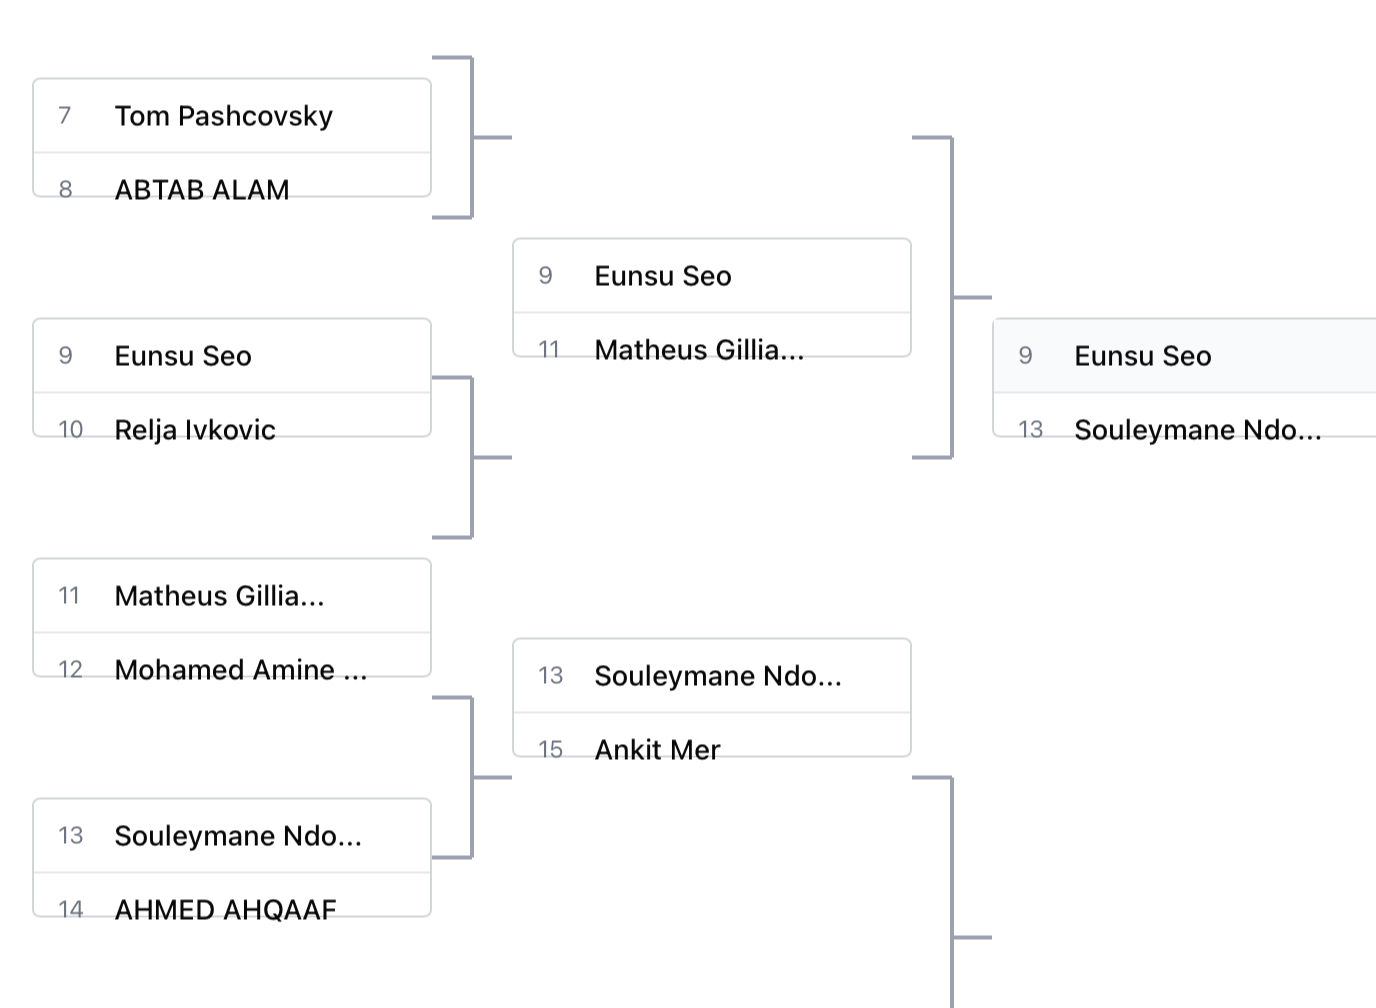 7 Tom Pashcovsky
8 ABTAB ALAM
9 Eunsu Seo
10 Relja Ivkovic
11 Matheus Gillia...
12 Mohamed Amine ...
13 Souleymane Ndo...
14 AHMED AHQAAF
9 Eunsu Seo
11 Matheus Gillia...
13 Souleymane Ndo...
15 Ankit Mer
9 Eunsu Seo
13 Souleymane Ndo...